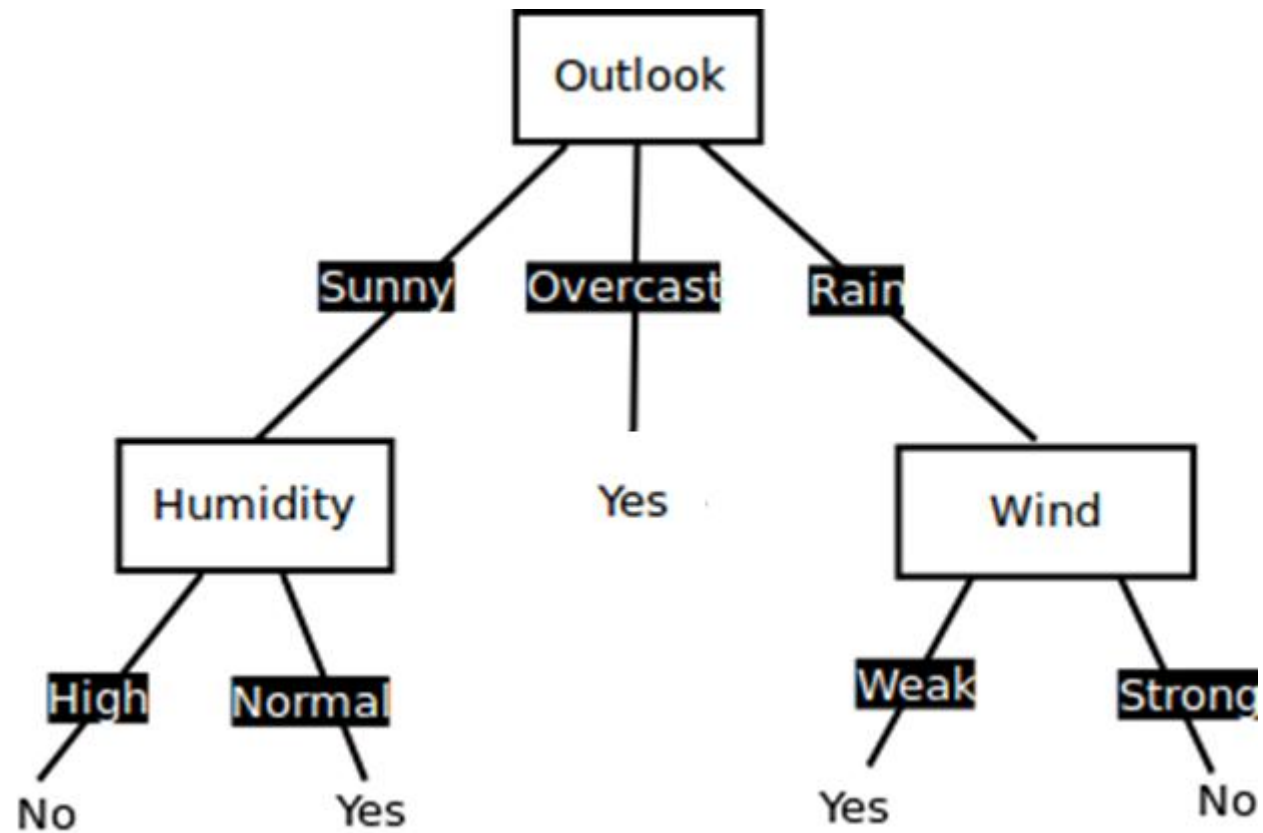 Outlook
Sunny Overcast Rain
Humidity Yes Wind
High Normal Weak Strong
No Yes Yes No